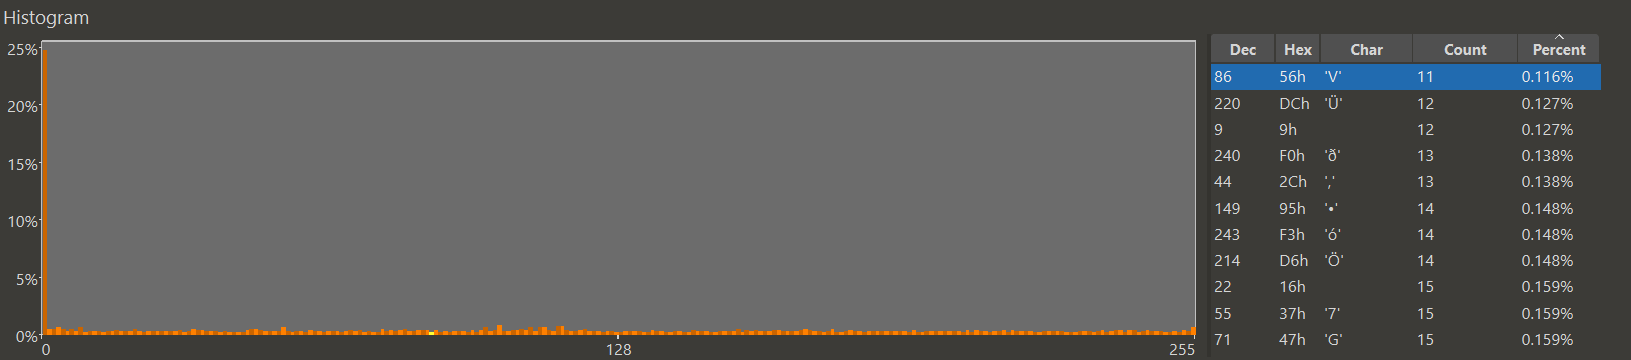 Histogram
25%
20%
15%
10%
5%
0%
0 128 255
Dec Hex Char Count Percent
86 56h 'V' 11 0.116%
220 DCh 'Ü' 12 0.127%
9 9h 12 0.127%
240 F0h 'ð' 13 0.138%
44 2Ch ',' 13 0.138%
149 95h '•' 14 0.148%
243 F3h 'ó' 14 0.148%
214 D6h 'Ö' 14 0.148%
22 16h 15 0.159%
55 37h '7' 15 0.159%
71 47h 'G' 15 0.159%